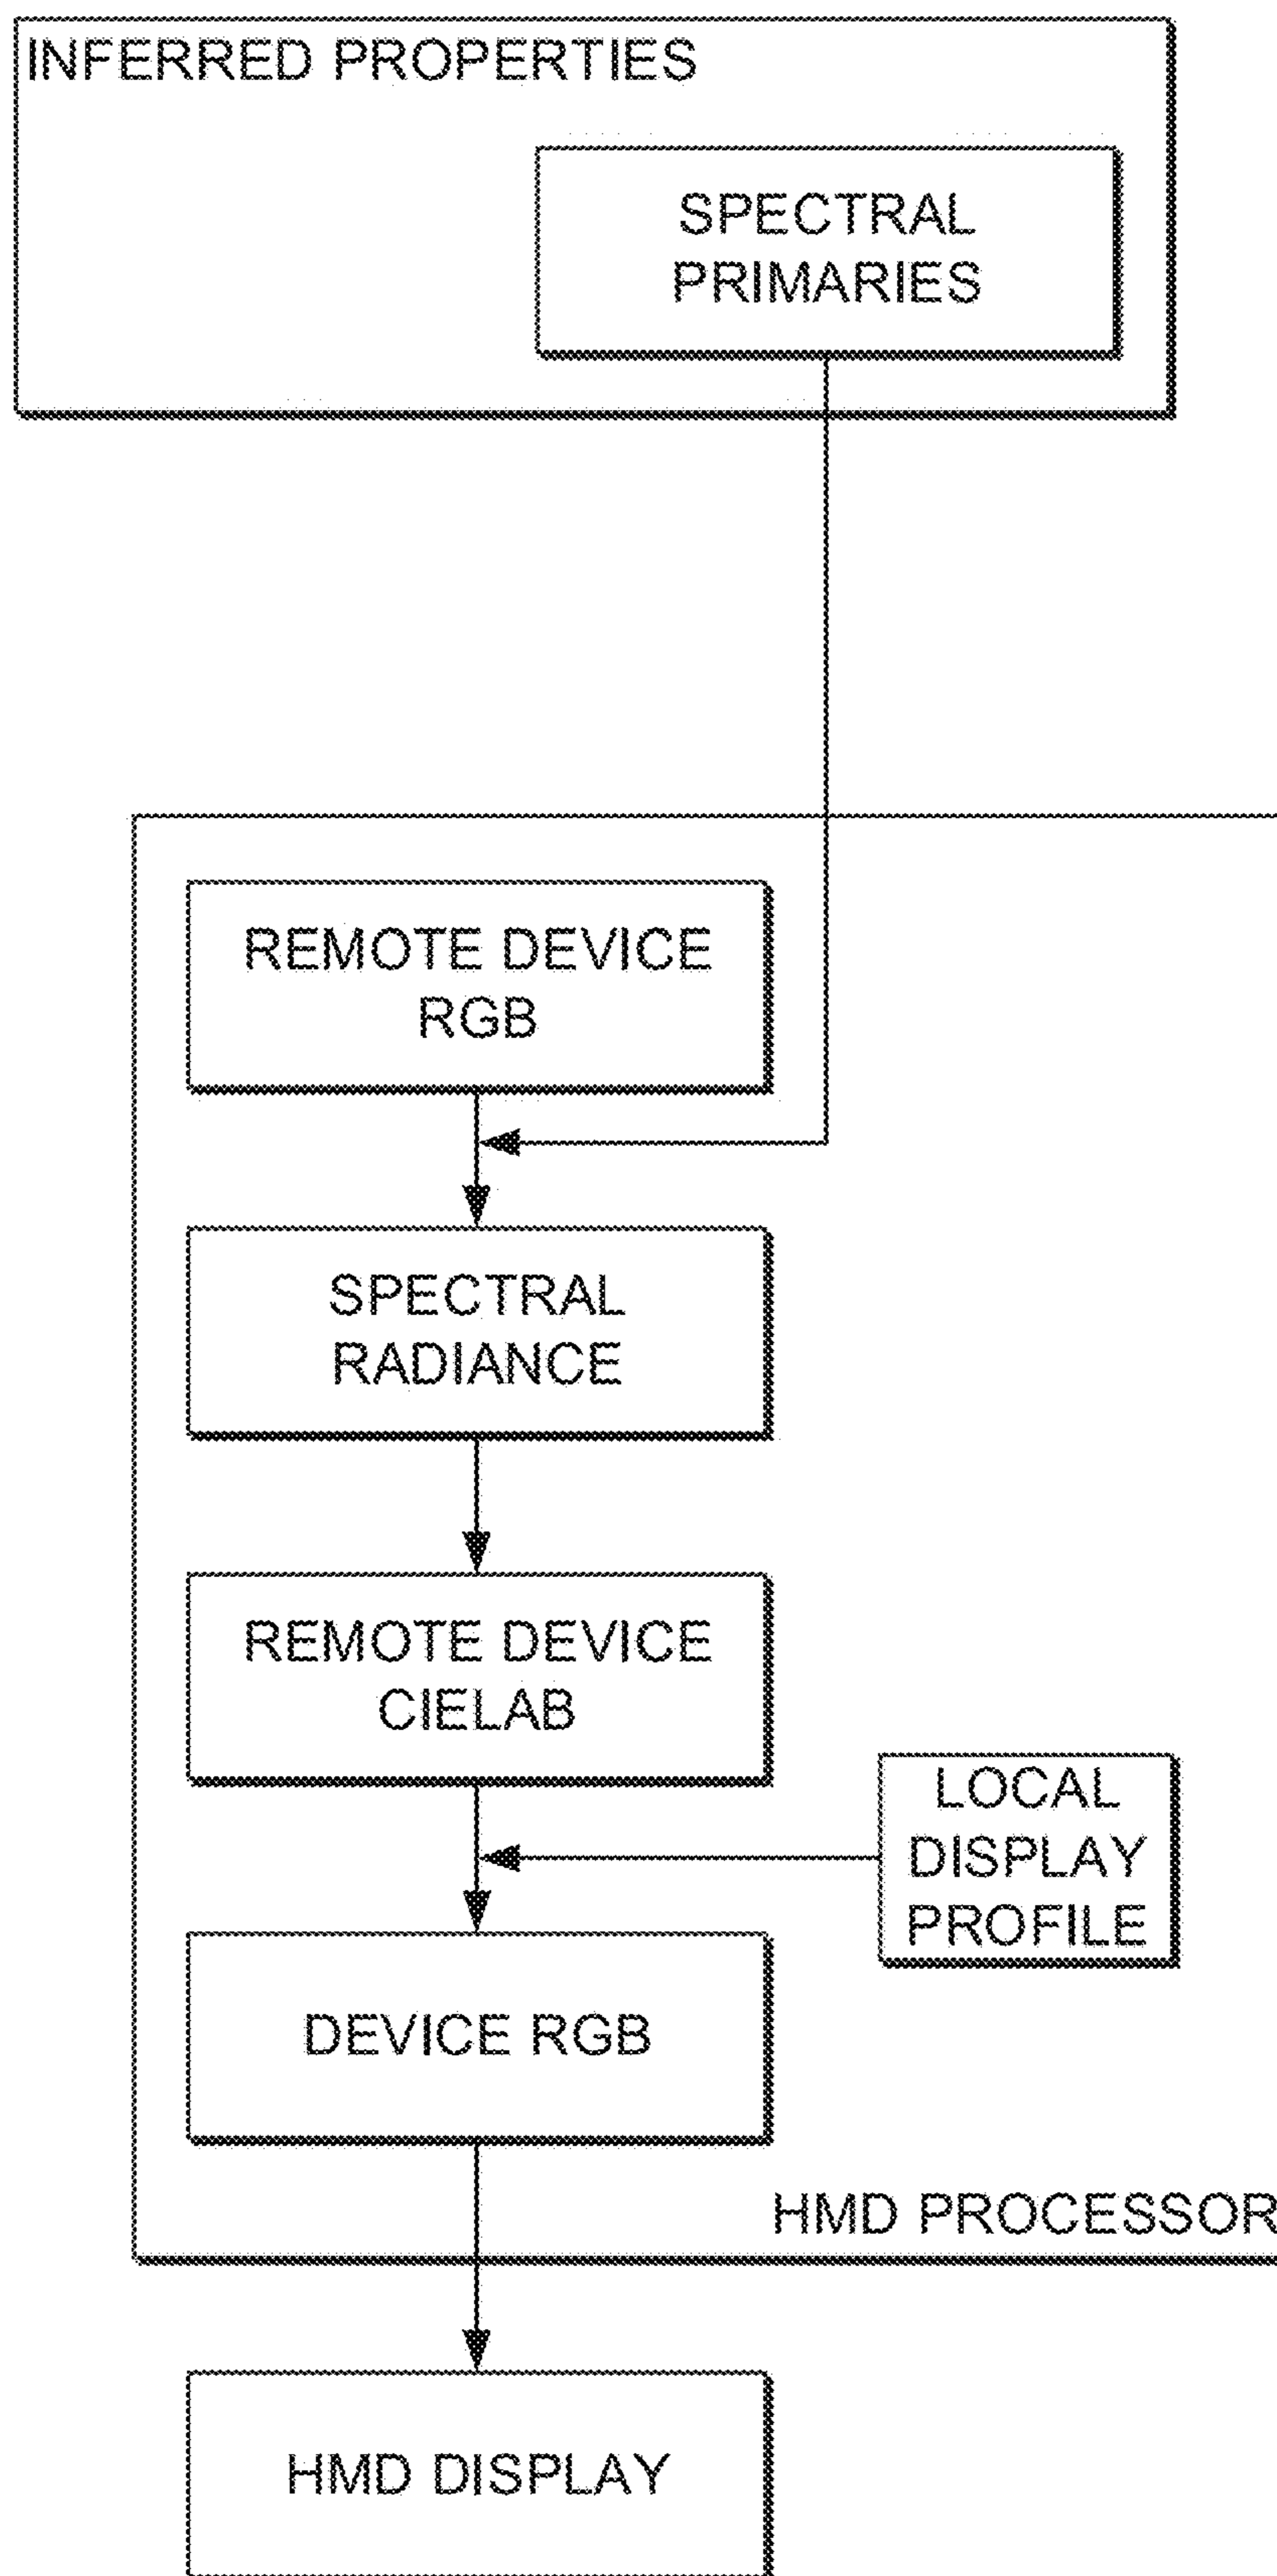 INFERRED PROPERTIES
SPECTRAL
PRIMARIES
REMOTE DEVICE
RGB
SPECTRAL
RADIANCE
REMOTE DEVICE
CIELAB
LOCAL
DISPLAY
PROFILE
DEVICE RGB
HMD PROCESSOR
HMD DISPLAY